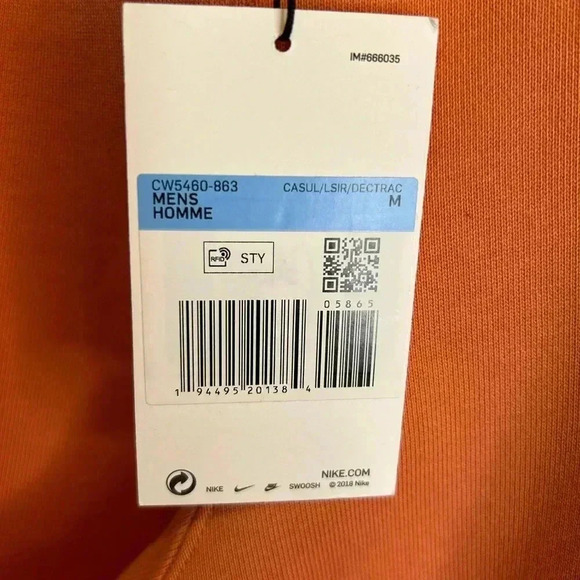 IM#666035
CW5460-863 CASUL/LSIR/DECTRAC
MENS M
HOMME
RFID STY
05865
1 94495 20138 4
NIKE.COM
NIKE SWOOSH © 2018 Nike